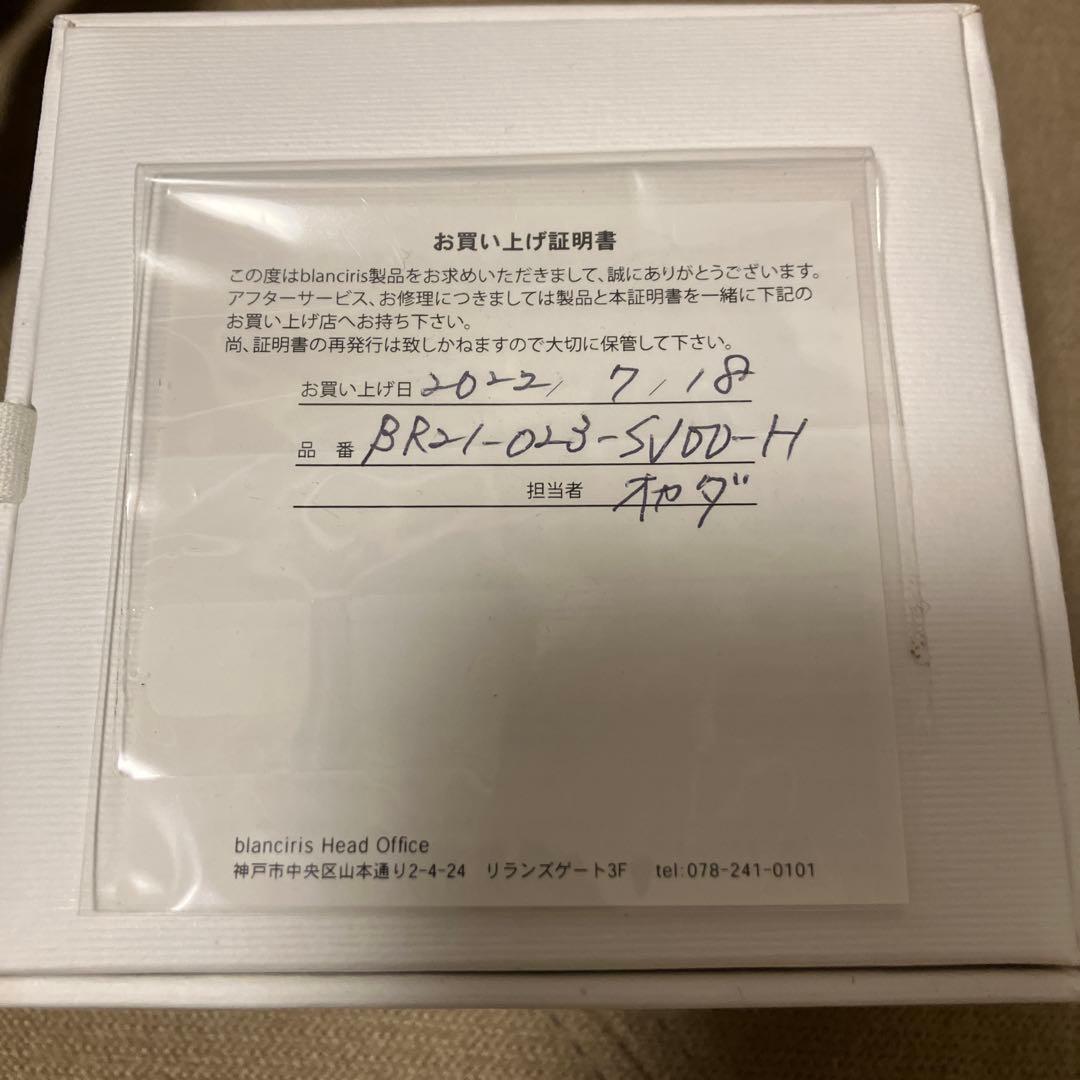 お買い上げ証明書
この度はblanciris製品をお求めいただきまして、誠にありがとうございます。
アフターサービス、お修理につきましては製品と本証明書を一緒に下記の
お買い上げ店へお持ち下さい。
尚、証明書の再発行は致しかねますので大切に保管して下さい。
お買い上げ日 2022/ 7/18
品 番 BR21-023-SV00-H
担当者 オカダ
blanciris Head Office
神戸市中央区山本通り2-4-24 リランズゲート3F tel:078-241-0101